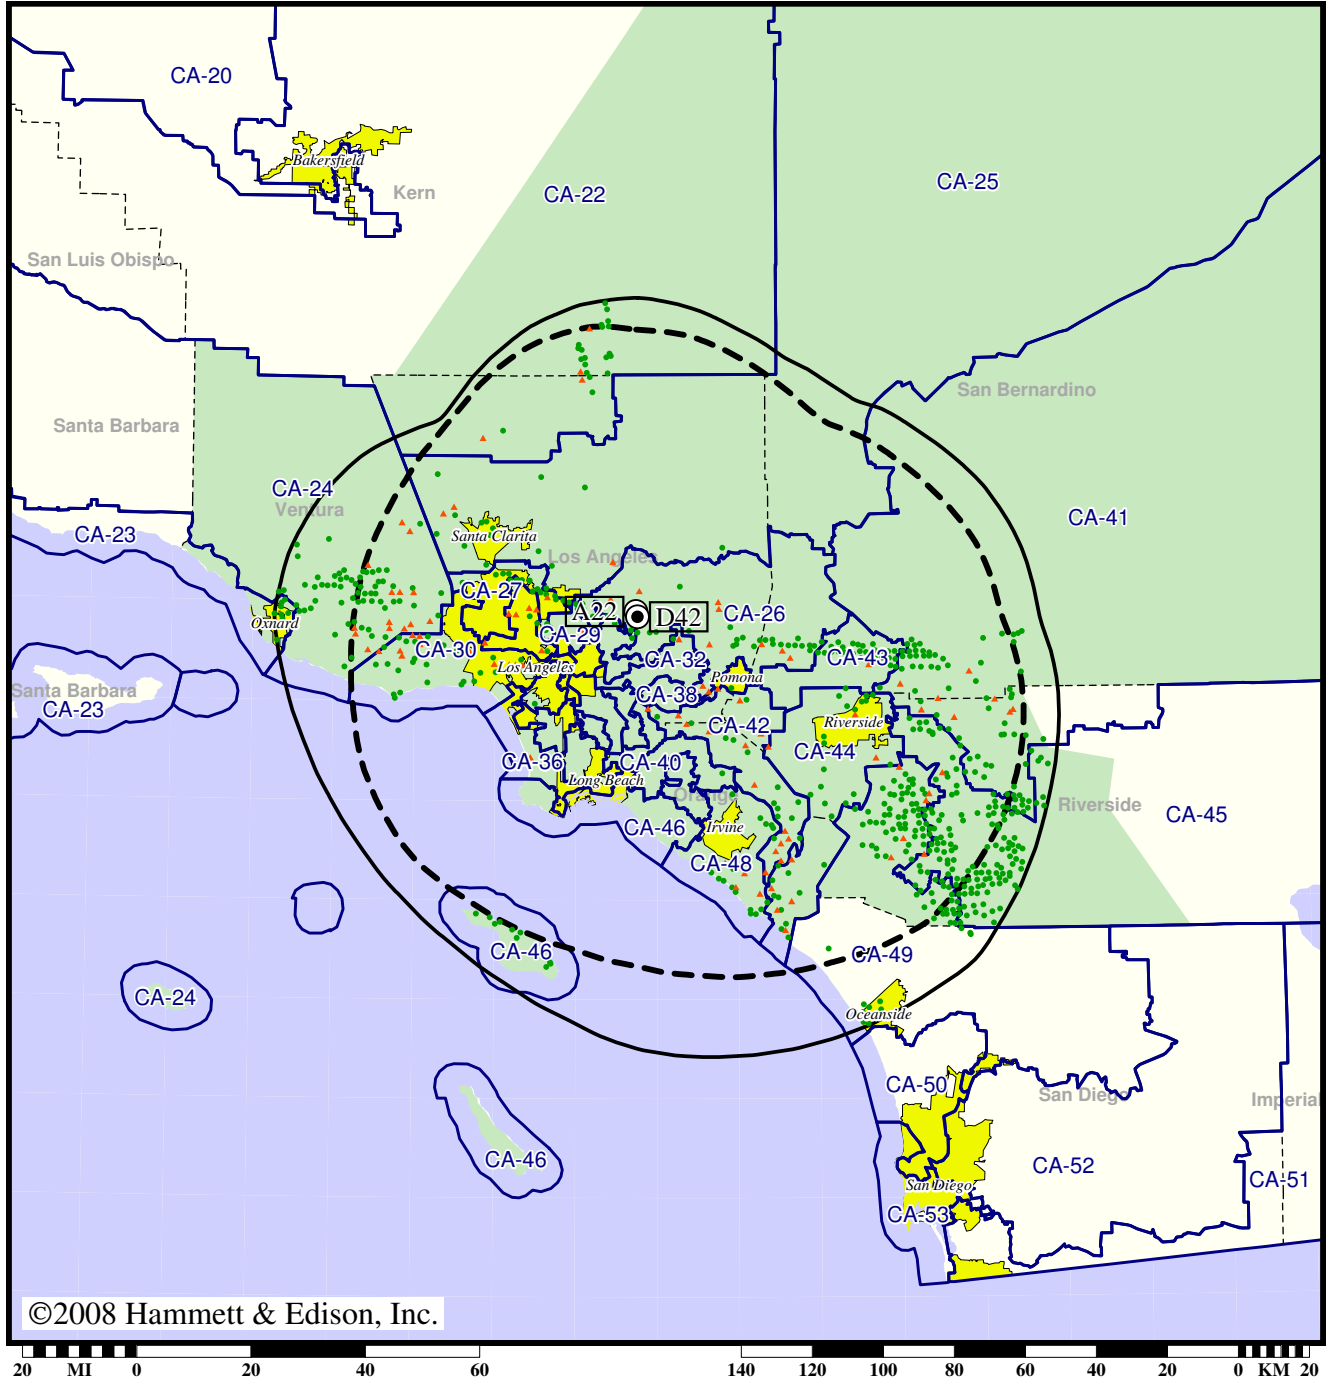 CA-20
Bakersfield
Kern
CA-22
CA-25
San Luis Obispo
San Bernardino
Santa Barbara
CA-24
Ventura
CA-41
CA-23
Santa Clarita
Los Angeles
CA-27
A22
D42
CA-26
Oxnard
CA-29
CA-30
CA-32
CA-43
Los Angeles
Pomona
Santa Barbara
CA-23
CA-38
CA-42
Riverside
CA-44
CA-36
CA-40
Long Beach
Orange
Riverside
CA-45
CA-46
Irvine
CA-48
CA-46
CA-49
CA-24
Oceanside
CA-50
San Diego
Imperial
CA-46
CA-52
CA-51
San Diego
CA-53
©2008 Hammett & Edison, Inc.
20 MI 0 20 40 60 140 120 100 80 60 40 20 0 KM 20